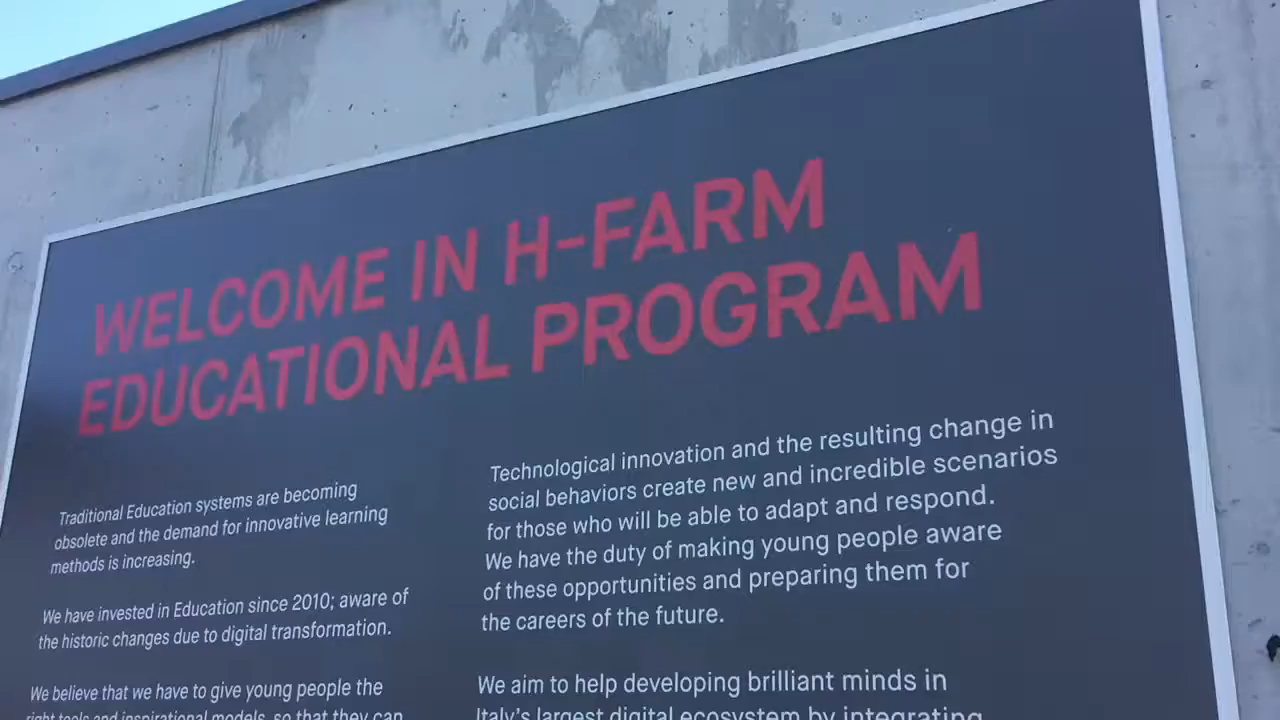 WELCOME IN H-FARM
EDUCATIONAL PROGRAM
Traditional Education systems are becoming
obsolete and the demand for innovative learning
methods is increasing.
We have invested in Education since 2010; aware of
the historic changes due to digital transformation.
We believe that we have to give young people the
right tools and inspirational models, so that they can
Technological innovation and the resulting change in
social behaviors create new and incredible scenarios
for those who will be able to adapt and respond.
We have the duty of making young people aware
of these opportunities and preparing them for
the careers of the future.
We aim to help developing brilliant minds in
Italy's largest digital ecosystem by integrating